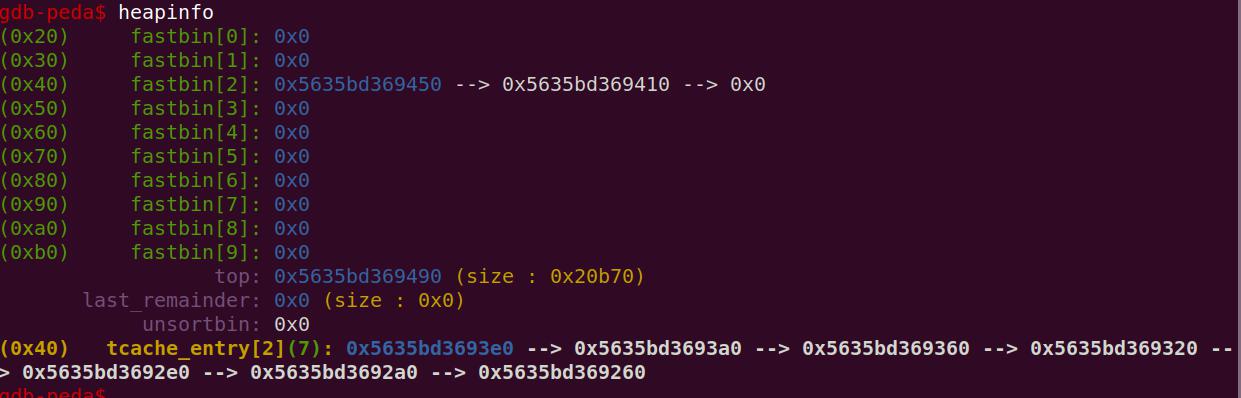 gdb-peda$ heapinfo
(0x20)     fastbin[0]: 0x0
(0x30)     fastbin[1]: 0x0
(0x40)     fastbin[2]: 0x5635bd369450 --> 0x5635bd369410 --> 0x0
(0x50)     fastbin[3]: 0x0
(0x60)     fastbin[4]: 0x0
(0x70)     fastbin[5]: 0x0
(0x80)     fastbin[6]: 0x0
(0x90)     fastbin[7]: 0x0
(0xa0)     fastbin[8]: 0x0
(0xb0)     fastbin[9]: 0x0
top: 0x5635bd369490 (size : 0x20b70)
last_remainder: 0x0 (size : 0x0)
unsortbin: 0x0
(0x40)   tcache_entry[2](7): 0x5635bd3693e0 --> 0x5635bd3693a0 --> 0x5635bd369360 --> 0x5635bd369320 --
> 0x5635bd3692e0 --> 0x5635bd3692a0 --> 0x5635bd369260
gdb-peda$